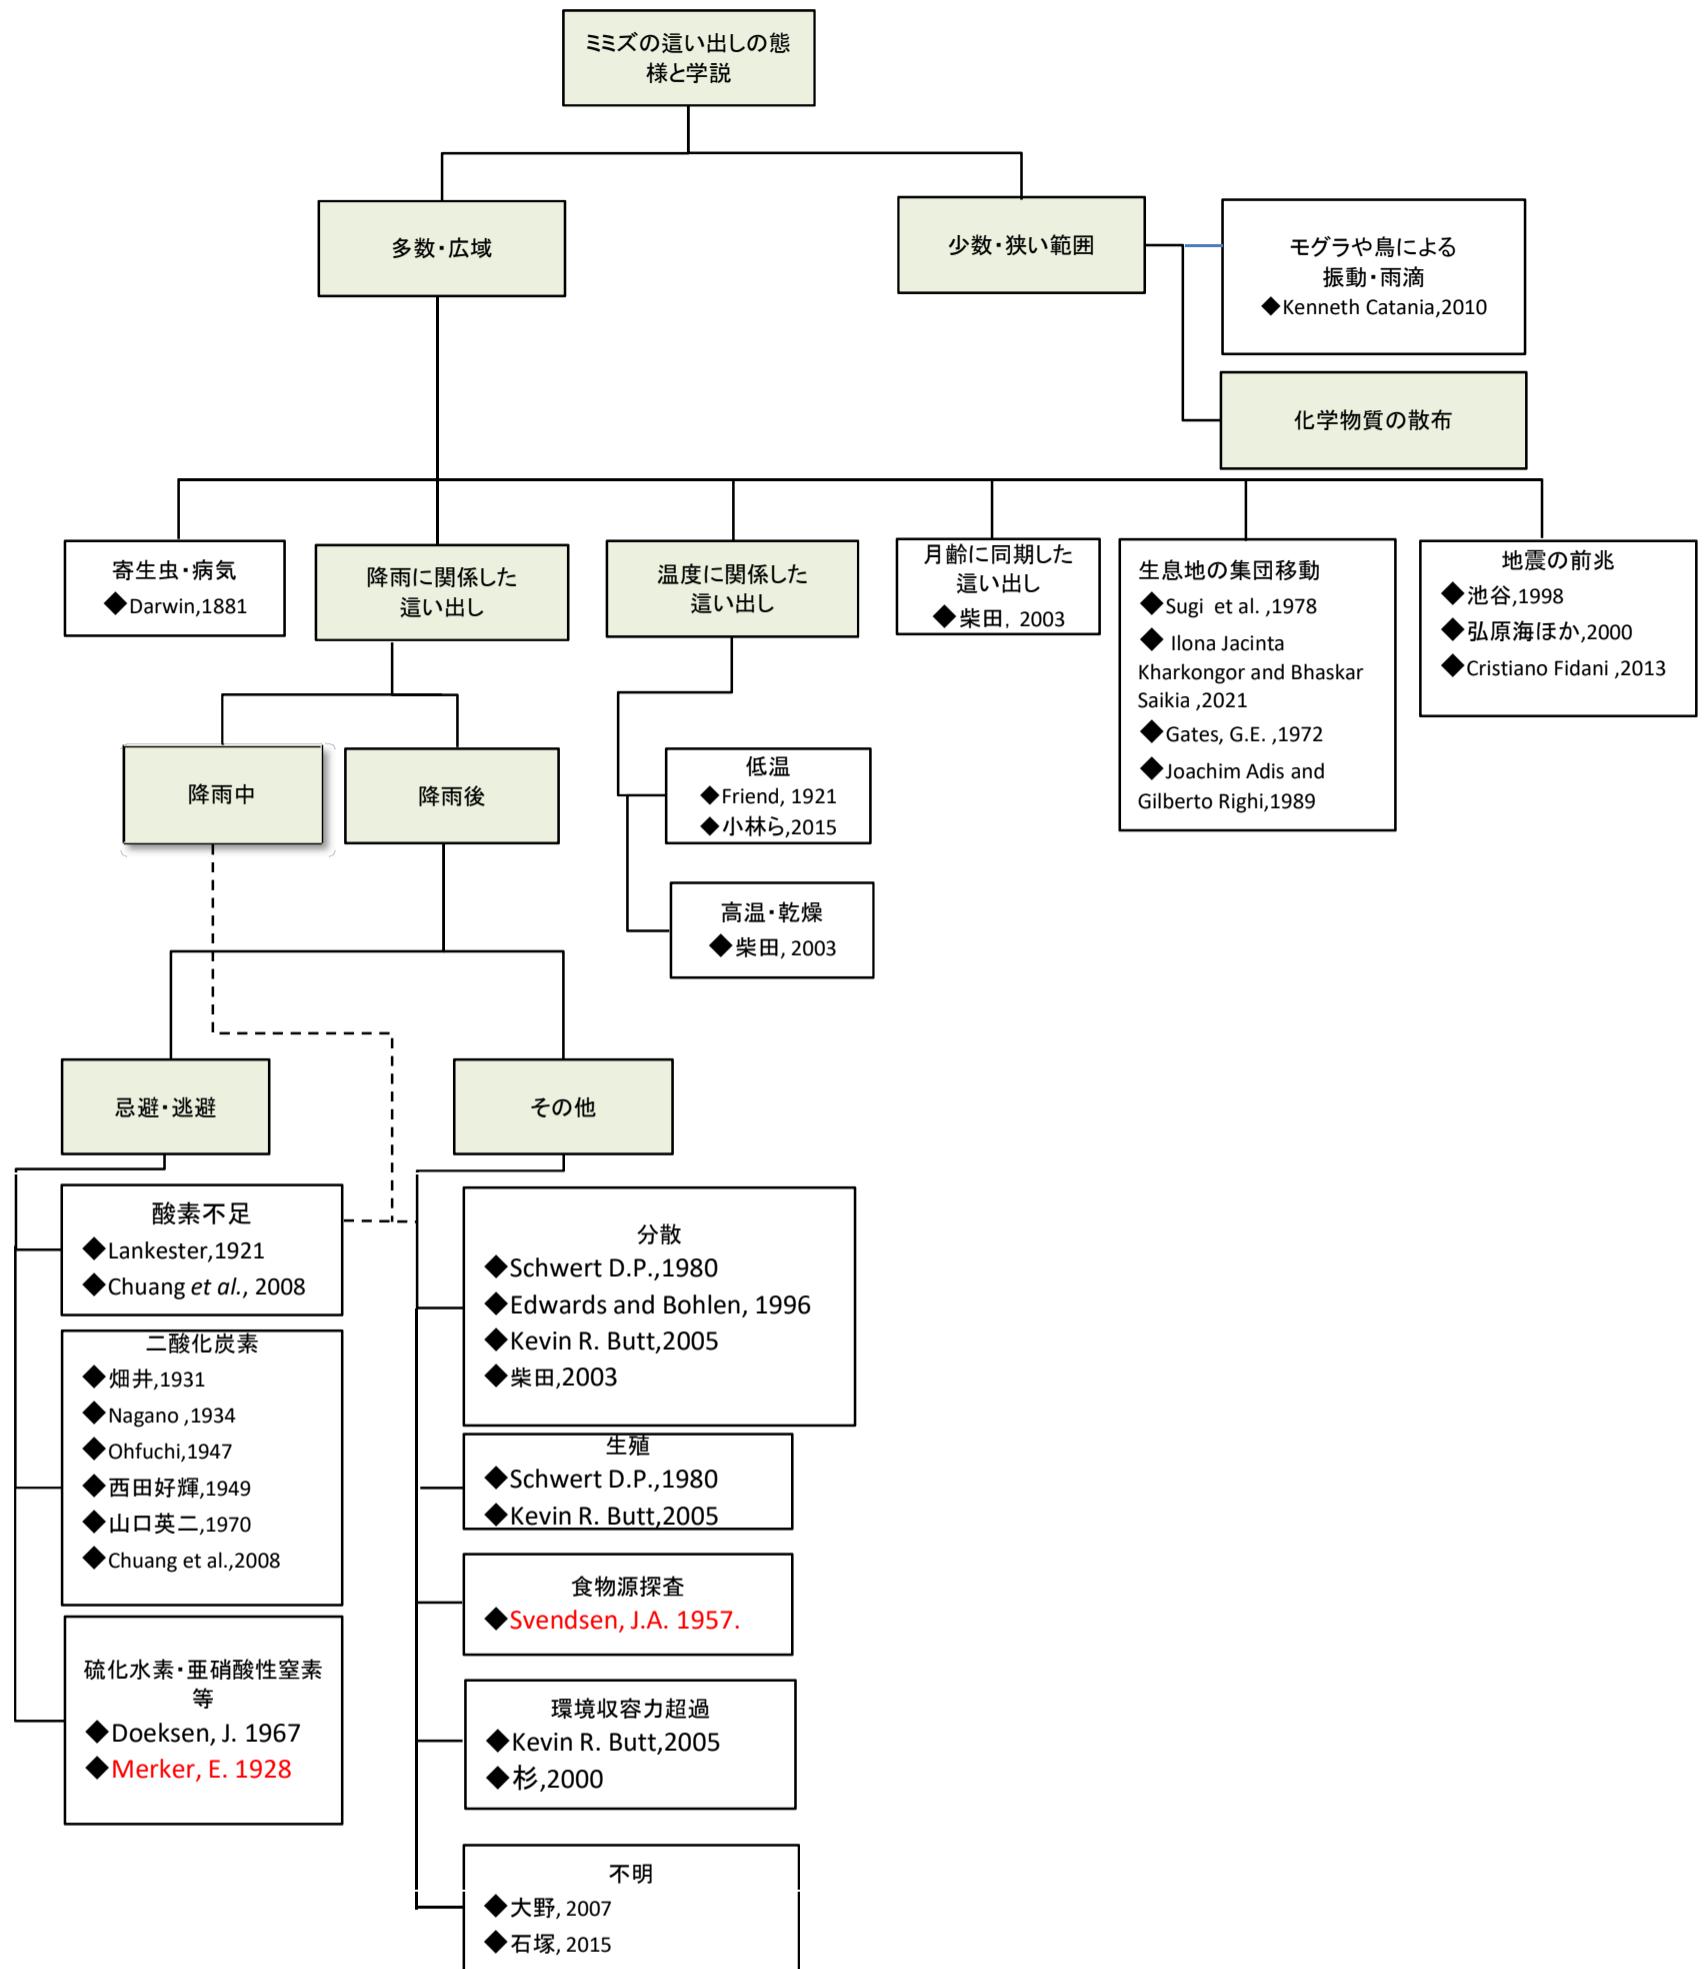 ミミズの這い出しの態
様と学説
多数・広域
少数・狭い範囲
モグラや鳥による
振動・雨滴
◆Kenneth Catania,2010
化学物質の散布
寄生虫・病気
◆Darwin,1881
降雨に関係した
這い出し
温度に関係した
這い出し
月齢に同期した
這い出し
◆柴田, 2003
生息地の集団移動
◆Sugi et al. ,1978
◆ Ilona Jacinta
Kharkongor and Bhaskar
Saikia ,2021
◆Gates, G.E. ,1972
◆Joachim Adis and
Gilberto Righi,1989
地震の前兆
◆池谷,1998
◆弘原海ほか,2000
◆Cristiano Fidani,2013
降雨中
降雨後
低温
◆Friend, 1921
◆小林ら,2015
高温・乾燥
◆柴田, 2003
忌避・逃避
その他
酸素不足
◆Lankester,1921
◆Chuang et al., 2008
二酸化炭素
◆畑井,1931
◆Nagano ,1934
◆Ohfuchi,1947
◆西田好輝,1949
◆山口英二,1970
◆Chuang et al.,2008
硫化水素・亜硝酸性窒素
等
◆Doeksen, J. 1967
◆Merker, E. 1928
分散
◆Schwert D.P.,1980
◆Edwards and Bohlen, 1996
◆Kevin R. Butt,2005
◆柴田,2003
生殖
◆Schwert D.P.,1980
◆Kevin R. Butt,2005
食物源探査
◆Svendsen, J.A. 1957.
環境収容力超過
◆Kevin R. Butt,2005
◆杉,2000
不明
◆大野, 2007
◆石塚, 2015